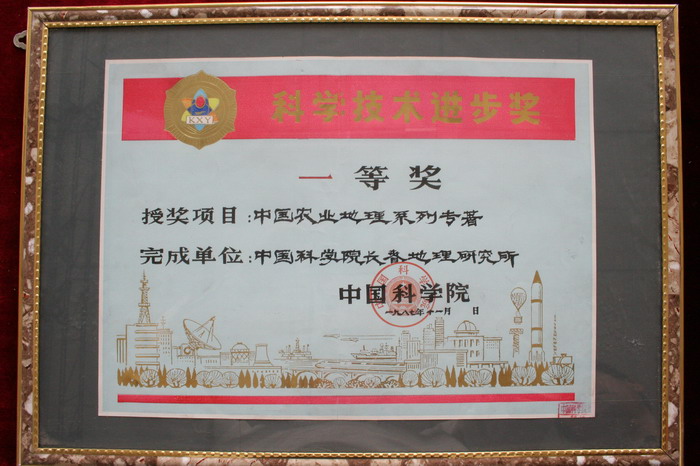 KXY
科学技术进步奖
一等奖
授奖项目:中国农业地理系列专著
完成单位:中国科学院长春地理研究所
中国科学院
一九八七年十一月 日